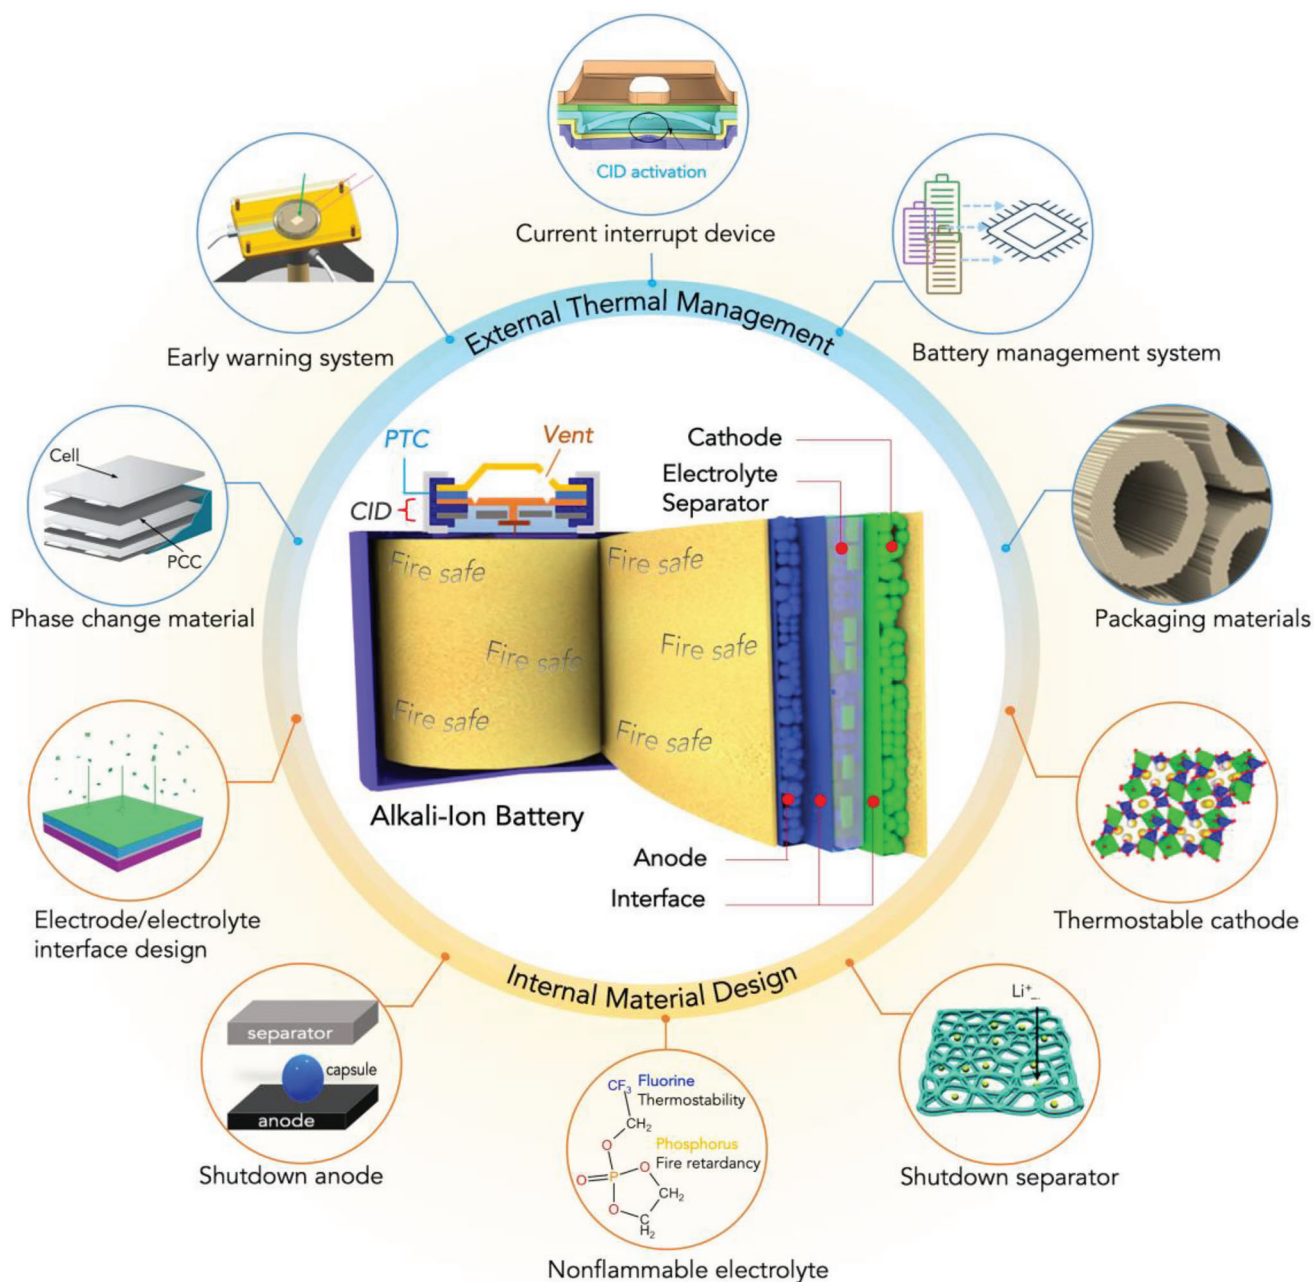 CID activation
Current interrupt device
Early warning system
Battery management system
External Thermal Management
Cell
PCC
Phase change material
Packaging materials
PTC
Vent
CID
Cathode
Electrolyte
Separator
Fire safe
Fire safe
Fire safe
Fire safe
Fire safe
Fire safe
Alkali-Ion Battery
Anode
Interface
Electrode/electrolyte
interface design
Thermostable cathode
Internal Material Design
separator
capsule
anode
Shutdown anode
Li⁺
Shutdown separator
CF₃
Fluorine
Thermostability
CH₂
O
Phosphorus
Fire retardancy
O
P
O
O
CH₂
C
H₂
Nonflammable electrolyte